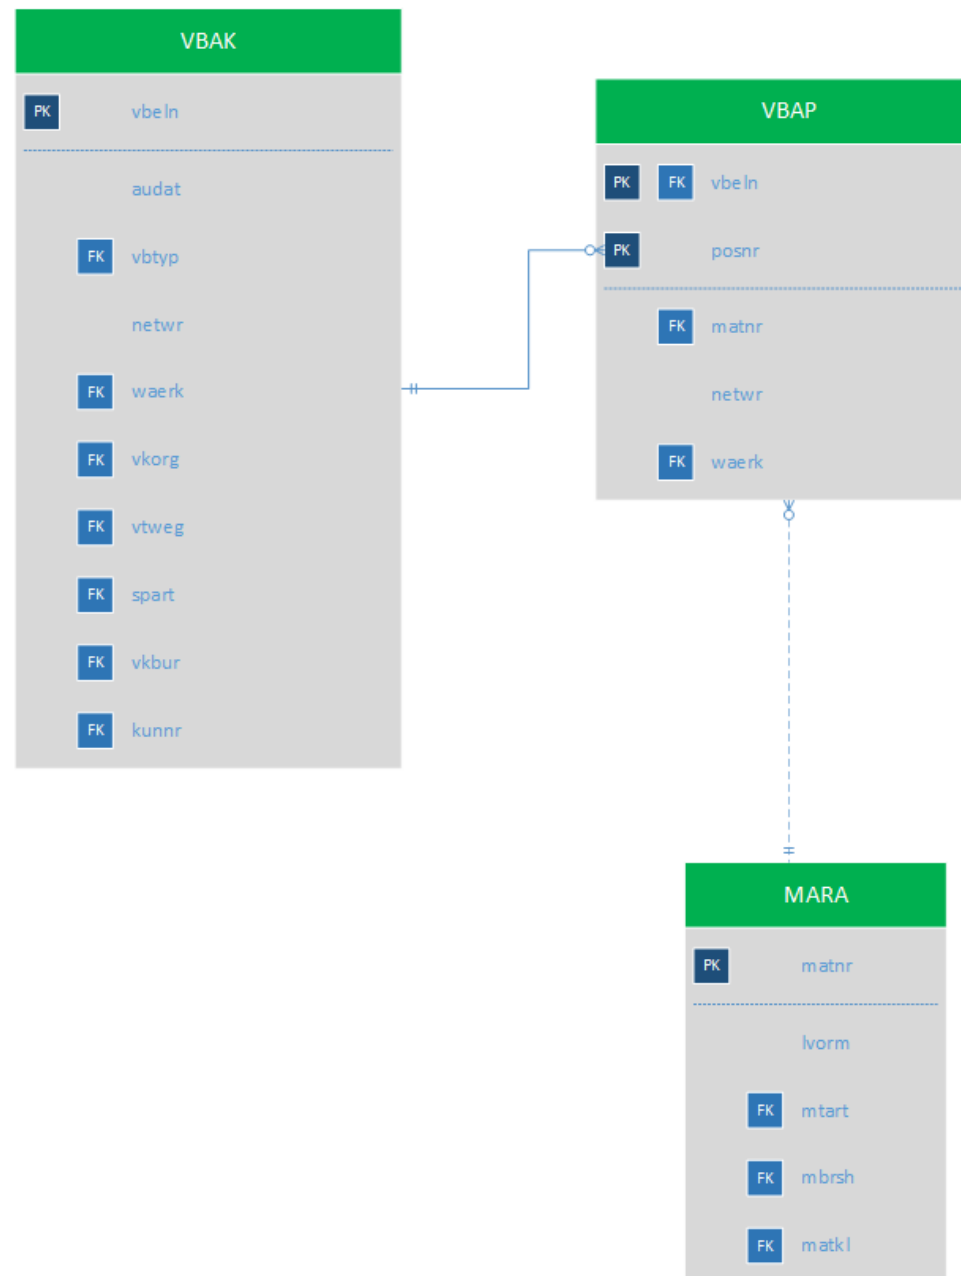 VBAK
PK vbeln
audat
FK vbtyp
netwr
FK waerk
FK vkorg
FK vtweg
FK spart
FK vkbur
FK kunnr
VBAP
PK FK vbeln
PK posnr
FK matnr
netwr
FK waerk
MARA
PK matnr
lvorm
FK mtart
FK mbrsh
FK matkl